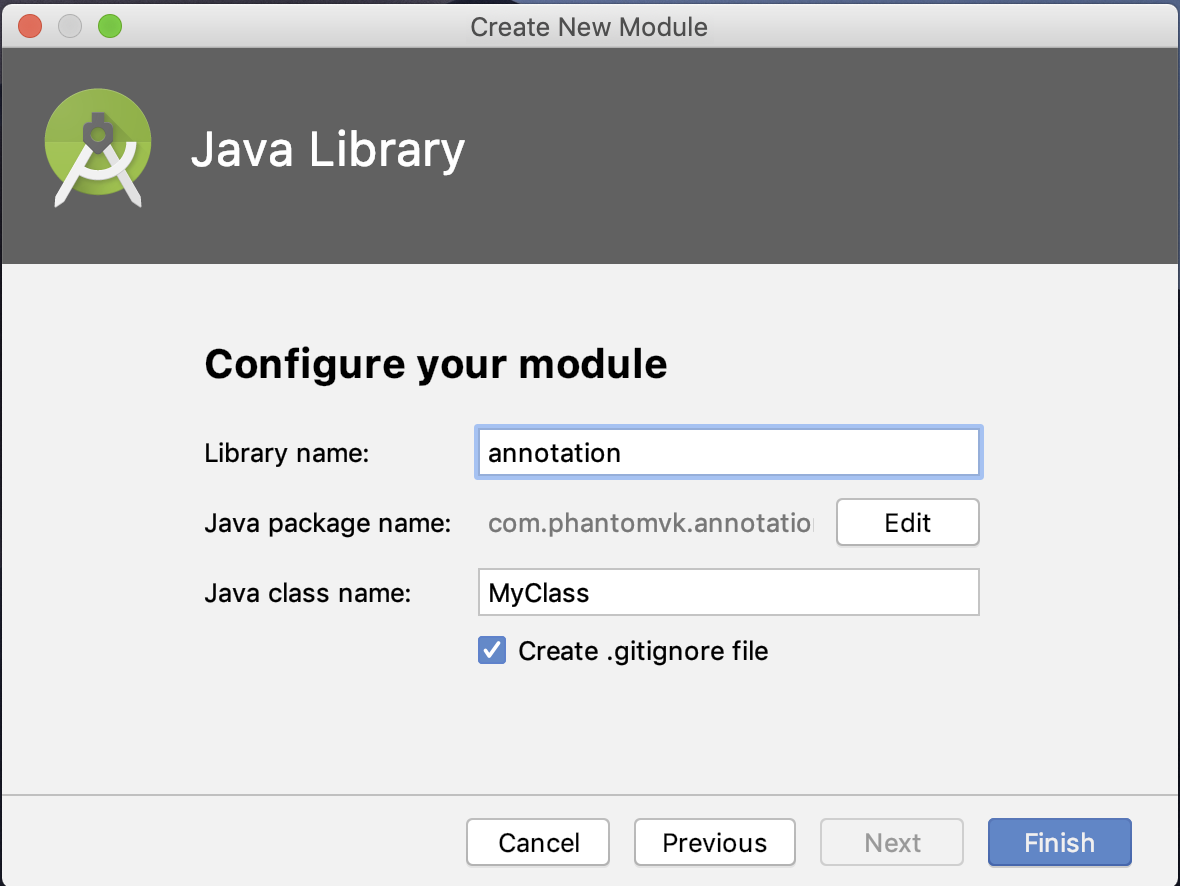 Create New Module
Java Library
Configure your module
Library name: annotation
Java package name: com.phantomvk.annotatio Edit
Java class name: MyClass
Create .gitignore file
Cancel Previous Next Finish